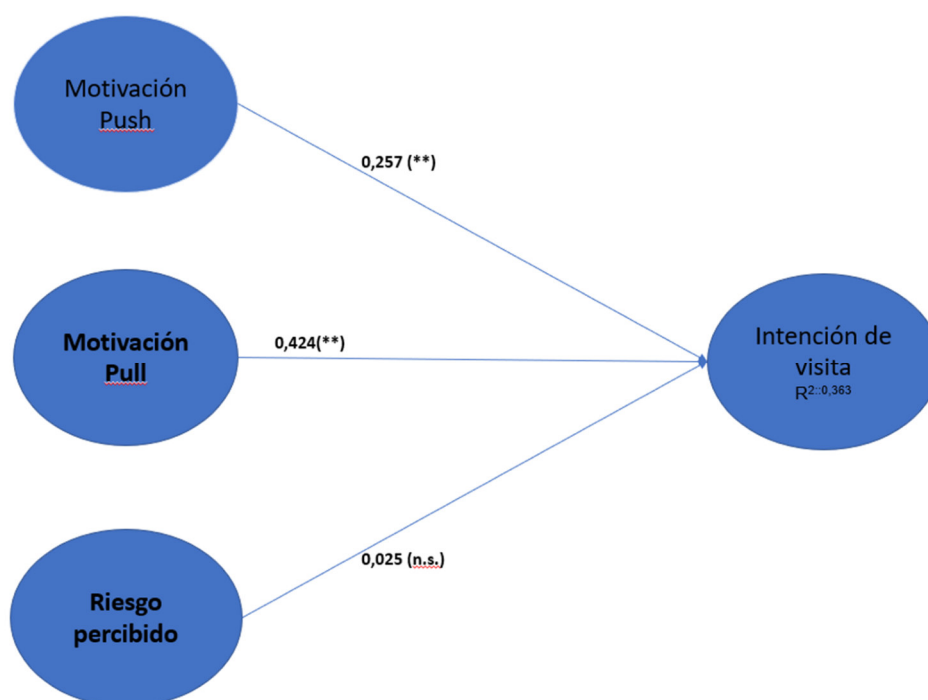 Motivación
Push
0,257 (**)
Motivación
Pull
0,424(**)
Intención de
visita
R2::0,363
0,025 (n.s.)
Riesgo
percibido